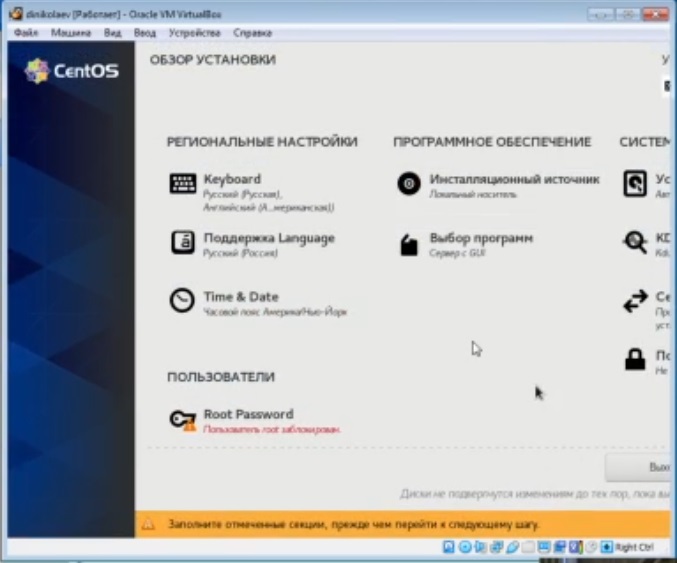 dinikolaev [Работает] - Oracle VM VirtualBox
Файл Машина Вид Ввод Устройства Справка
CentOS
ОБЗОР УСТАНОВКИ
РЕГИОНАЛЬНЫЕ НАСТРОЙКИ
Keyboard
Русский (Русская),
Английский (А...мериканская))
Поддержка Language
Русский (Россия)
Time & Date
Часовой пояс Америка/Нью-Йорк
ПОЛЬЗОВАТЕЛИ
Root Password
Пользователь root заблокирован.
ПРОГРАММНОЕ ОБЕСПЕЧЕНИЕ
Инсталляционный источник
Локальный носитель
Выбор программ
Сервер с GUI
СИСТЕМ
Ус
Авт
KD
Kdu
Се
Про
уст
По
Не
Вых
Диски не подвергнутся изменениям до тех пор, пока вы
Заполните отмеченные секции, прежде чем перейти к следующему шагу.
Right Ctrl